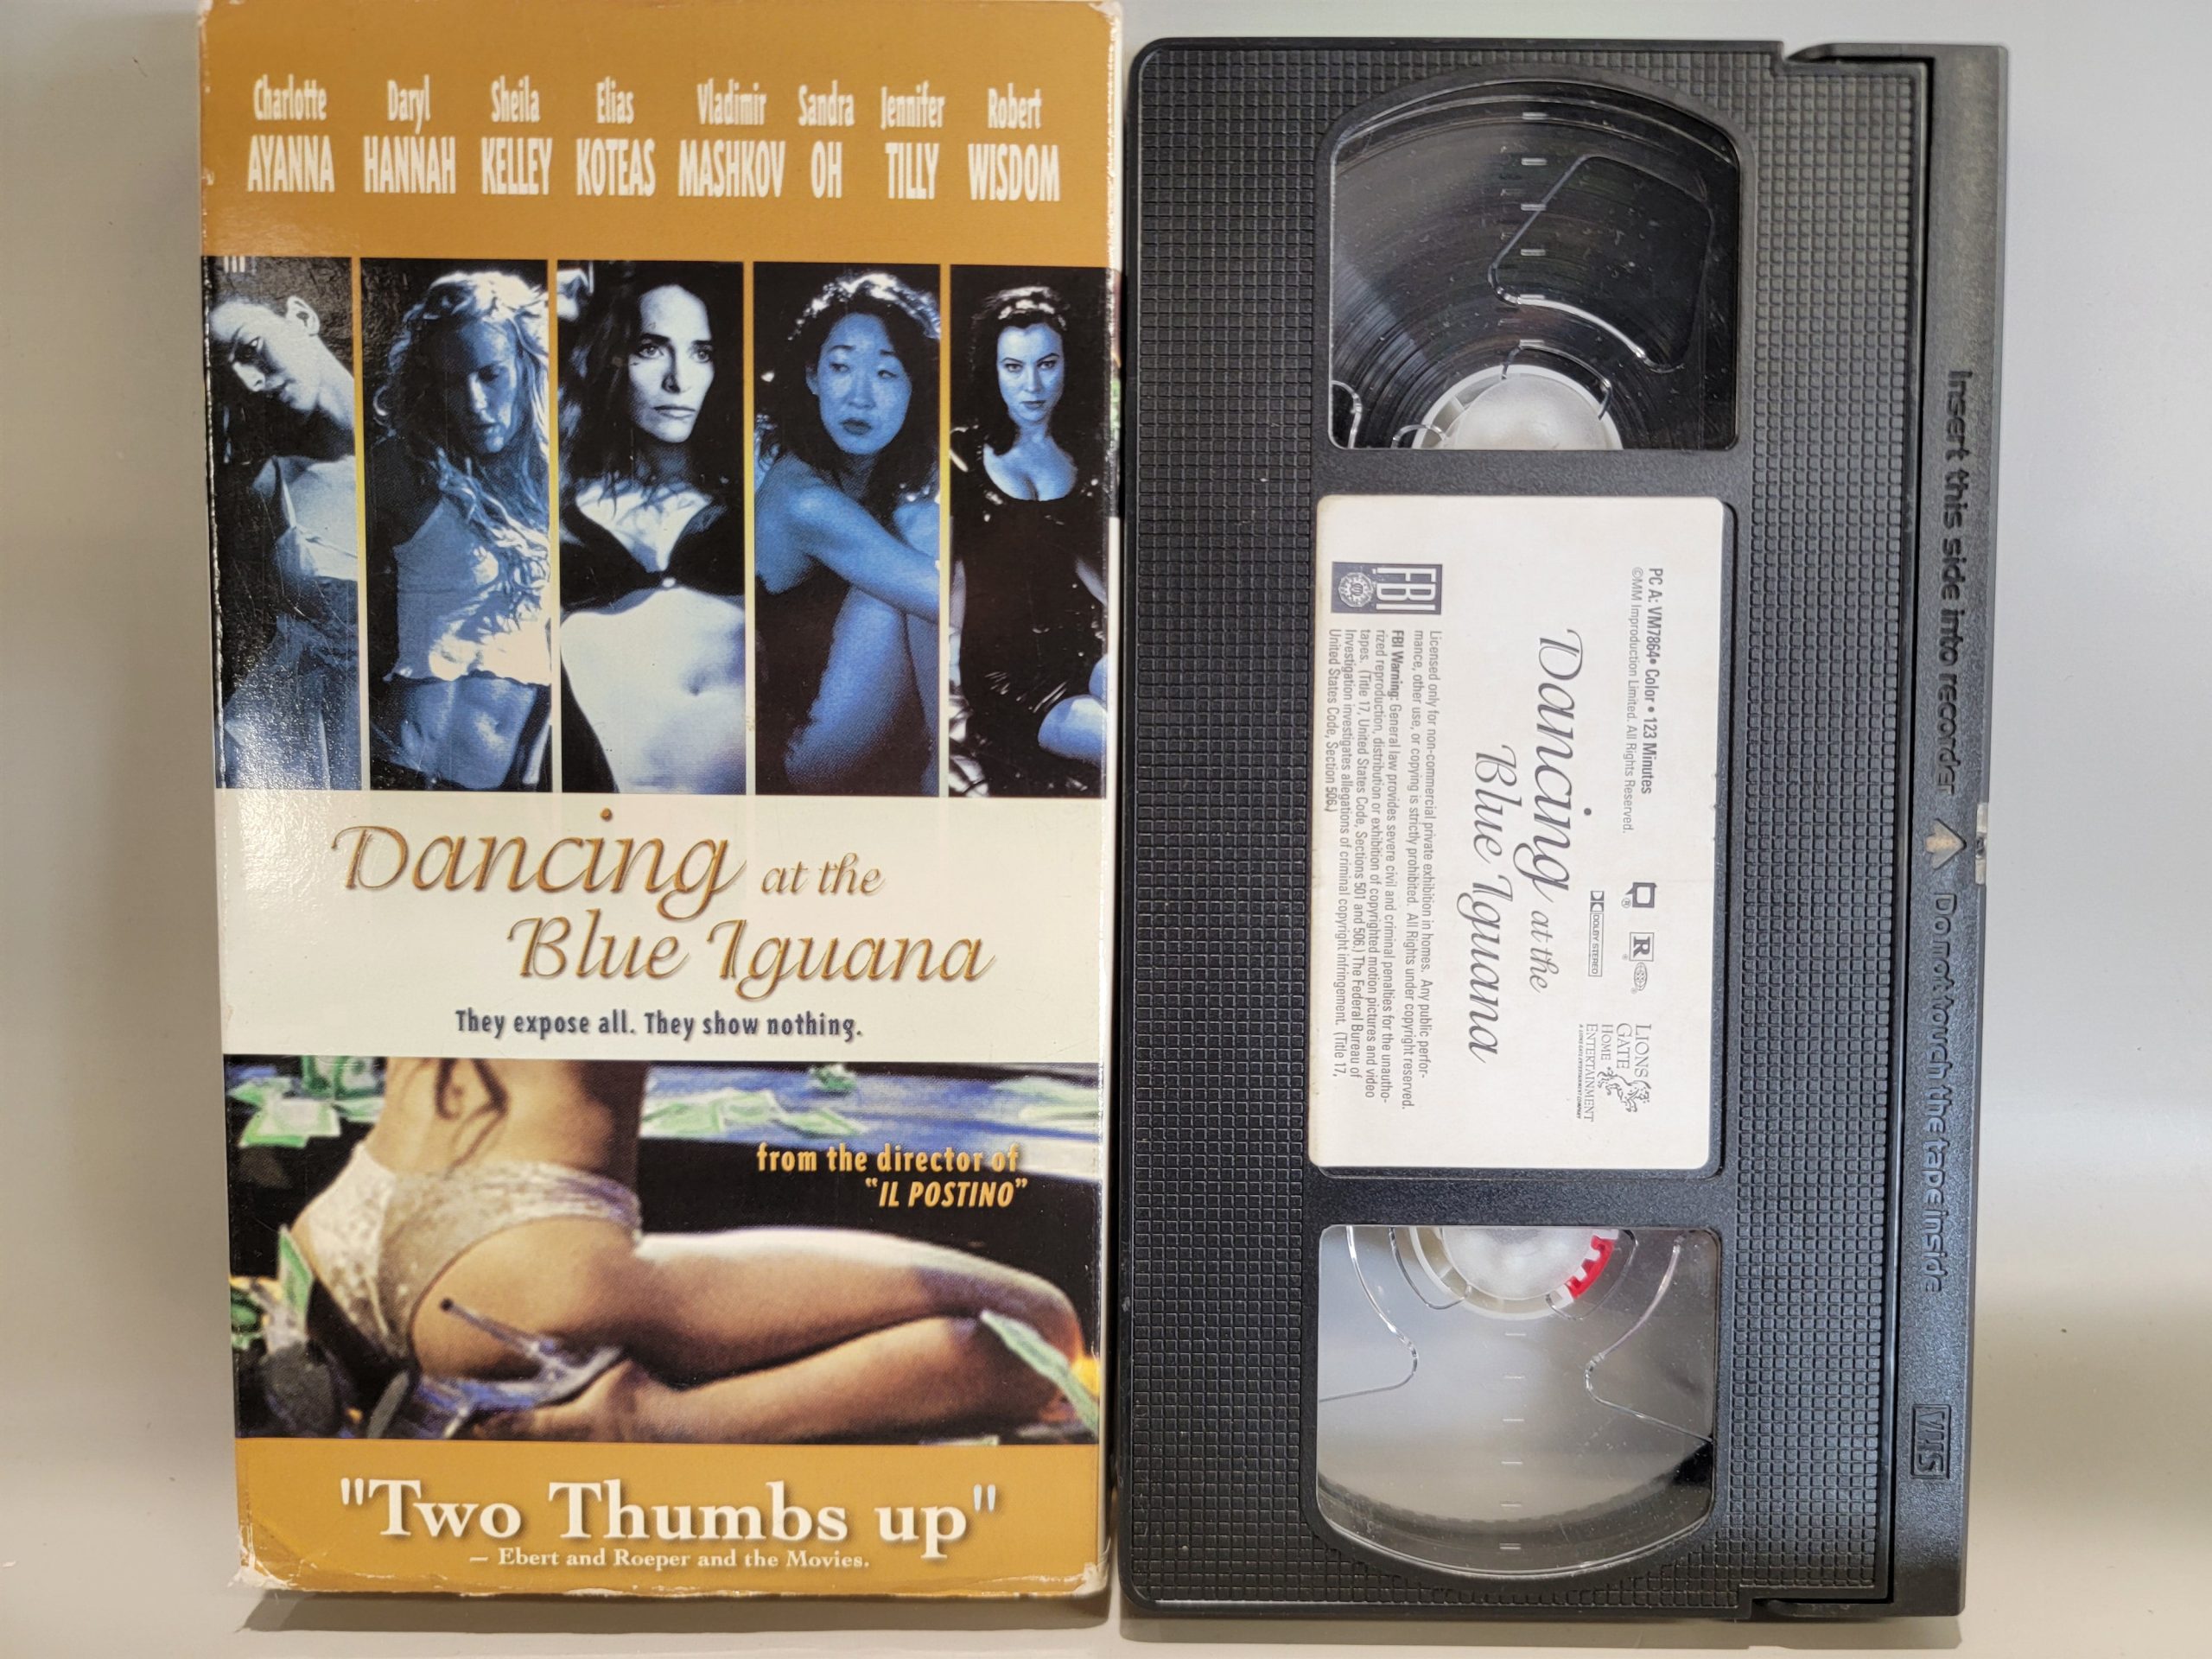 Charlotte Daryl Sheila Elias Vladimir Sandra Jennifer Robert
AYANNA HANNAH KELLEY KOTEAS MASHKOV OH TILLY WISDOM
Dancing at the
Blue Iguana
They expose all. They show nothing.
from the director of
"IL POSTINO"
"Two Thumbs up"
– Ebert and Roeper and the Movies.
PC A: VM7864• Color • 123 Minutes
©MM Improduction Limited. All Rights Reserved.
R
DOLBY STEREO
LIONS
GATE
HOME
ENTERTAINMENT
Dancing at the
Blue Iguana
FBI
Licensed only for non-commercial private exhibition in homes. Any public perfor-
mance, other use, or copying is strictly prohibited. All Rights under copyright reserved.
FBI Warning: General law provides severe civil and criminal penalties for the unautho-
rized reproduction, distribution or exhibition of copyrighted motion pictures and video
tapes. (Title 17, United States Code, Sections 501 and 506.) The Federal Bureau of
Investigation investigates allegations of criminal copyright infringement. (Title 17,
United States Code, Section 506.)
Insert this side into recorder
Do not touch the tape inside
VHS